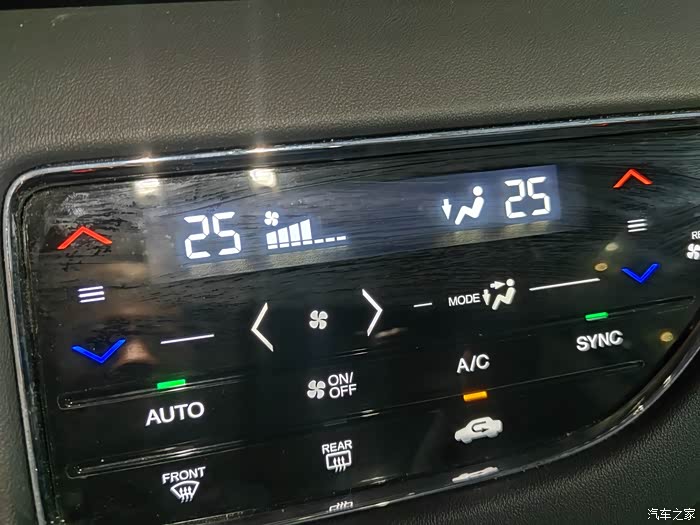 25
25
MODE
SYNC
A/C
ON/
OFF
AUTO
REAR
FRONT
汽车之家